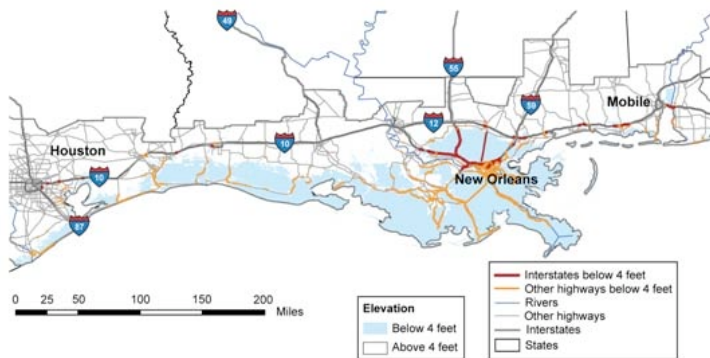 49
55
59
Mobile
12
10
Houston
10
New Orleans
87
0 25 50 100 150 200
Miles
Elevation
Below 4 feet
Above 4 feet
Interstates below 4 feet
Other highways below 4 feet
Rivers
Other highways
Interstates
States